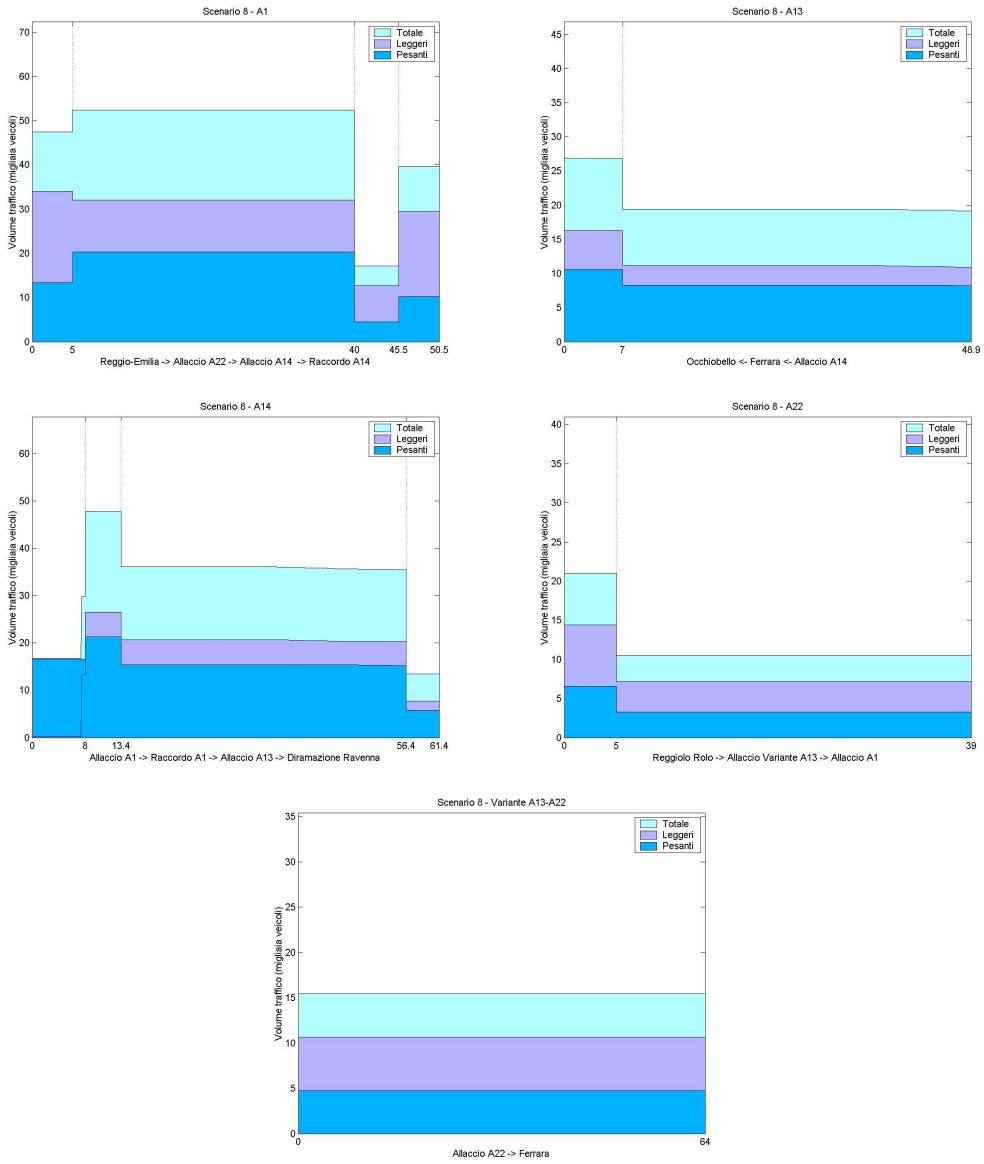 Scenario 8 - A1
Volume traffico (migliaia veicoli)
70
60
50
40
30
20
10
0
Totale
Leggeri
Pesanti
0 5 40 45.5 50.5
Reggio-Emilia -> Allaccio A22 -> Allaccio A14 -> Raccordo A14
Scenario 8 - A13
Volume traffico (migliaia veicoli)
45
40
35
30
25
20
15
10
5
0
Totale
Leggeri
Pesanti
0 7 48.9
Occhiobello <- Ferrara <- Allaccio A14
Scenario 8 - A14
Volume traffico (migliaia veicoli)
60
50
40
30
20
10
0
Totale
Leggeri
Pesanti
0 8 13.4 56.4 61.4
Allaccio A1 -> Raccordo A1 -> Allaccio A13 -> Diramazione Ravenna
Scenario 8 - A22
Volume traffico (migliaia veicoli)
40
35
30
25
20
15
10
5
0
Totale
Leggeri
Pesanti
0 5 39
Reggiolo Rolo -> Allaccio Variante A13 -> Allaccio A1
Scenario 8 - Variante A13-A22
Volume traffico (migliaia veicoli)
35
30
25
20
15
10
5
0
Totale
Leggeri
Pesanti
0 64
Allaccio A22 -> Ferrara